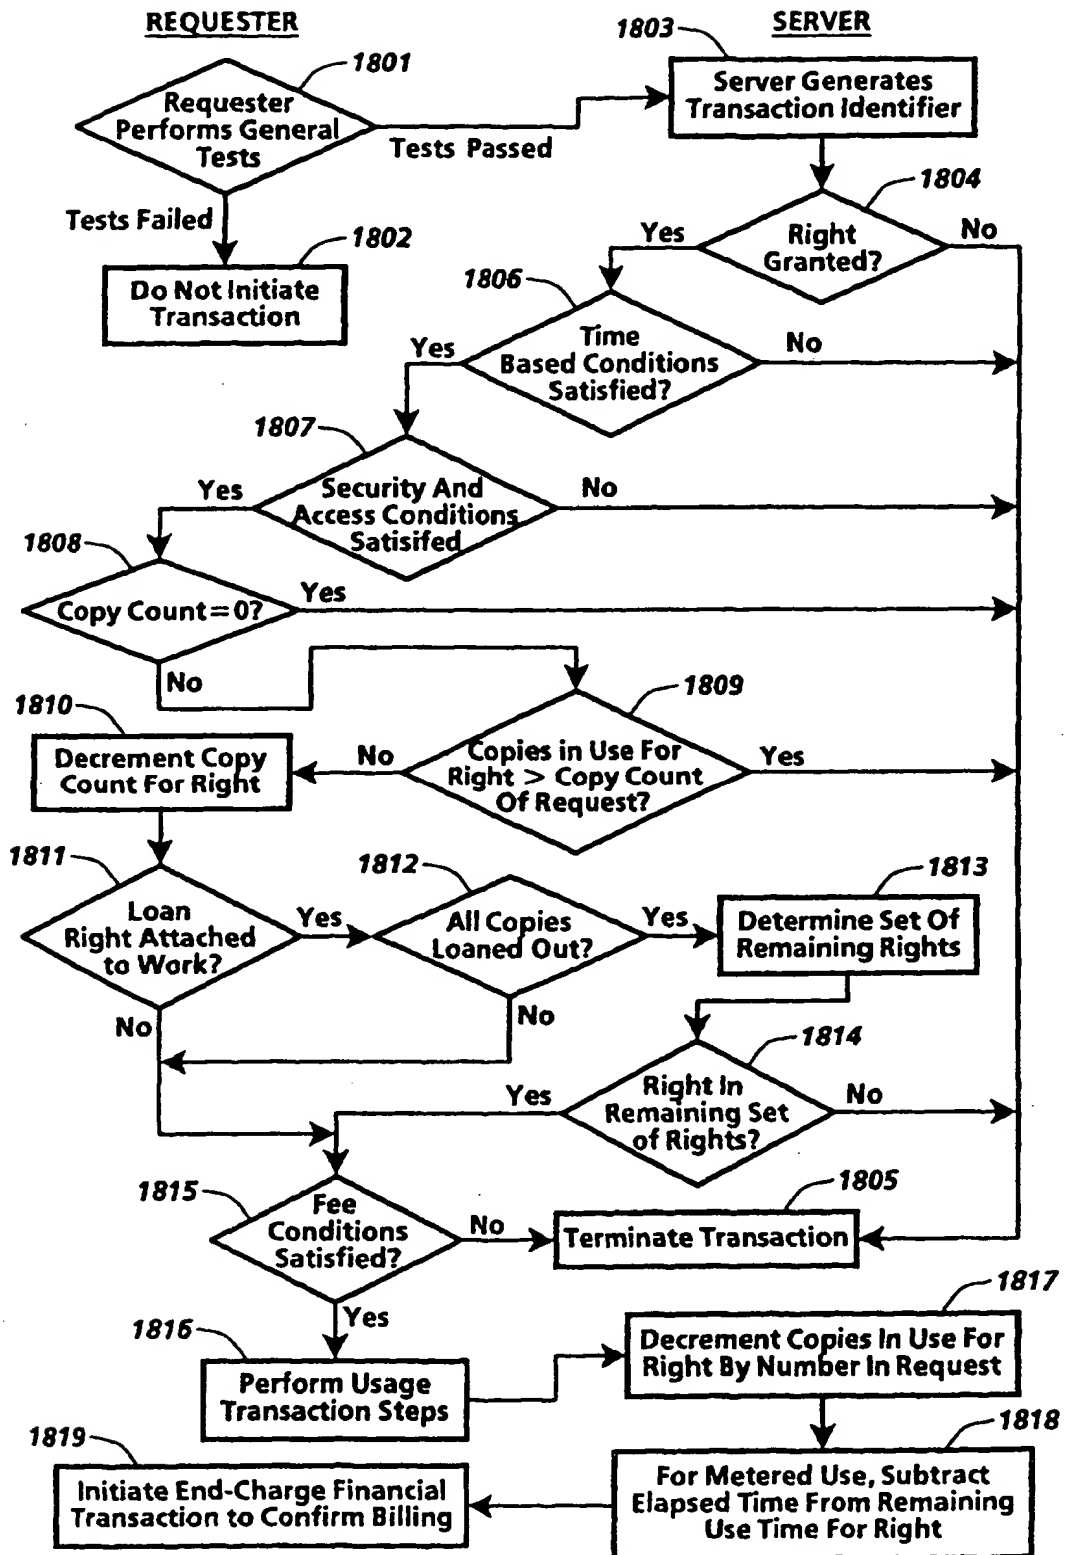 REQUESTER
SERVER
1803
1801
Server Generates
Transaction Identifier
Requester
Performs General
Tests
Tests Passed
1804
Tests Failed
1802
Yes
Right
Granted?
No
Do Not Initiate
Transaction
1806
Time
Based Conditions
Satisfied?
Yes
No
1807
Security And
Access Conditions
Satisifed
Yes
No
1808
Copy Count=0?
Yes
No
1809
1810
Decrement Copy
Count For Right
No
Copies in Use For
Right > Copy Count
Of Request?
Yes
1811
1812
1813
Loan
Right Attached
to Work?
Yes
All Copies
Loaned Out?
Yes
Determine Set Of
Remaining Rights
No
No
1814
Yes
Right In
Remaining Set
of Rights?
No
1815
1805
Fee
Conditions
Satisfied?
No
Terminate Transaction
1817
Yes
1816
Decrement Copies In Use For
Right By Number In Request
Perform Usage
Transaction Steps
1819
1818
Initiate End-Charge Financial
Transaction to Confirm Billing
For Metered Use, Subtract
Elapsed Time From Remaining
Use Time For Right